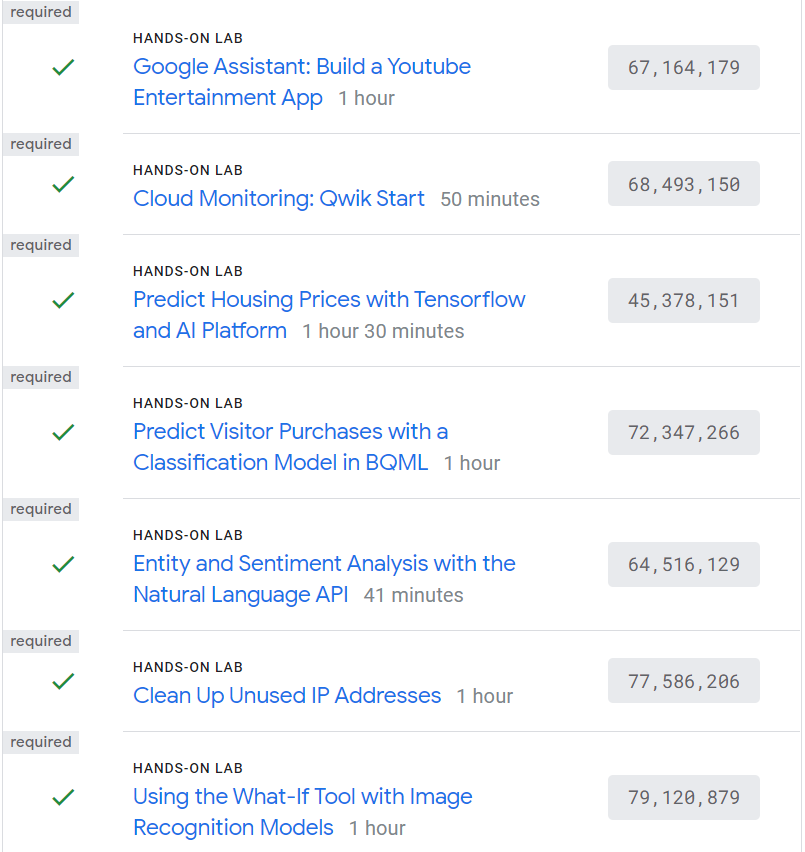 required
HANDS-ON LAB
Google Assistant: Build a Youtube
Entertainment App 1 hour
67,164,179
required
HANDS-ON LAB
Cloud Monitoring: Qwik Start 50 minutes
68,493,150
required
HANDS-ON LAB
Predict Housing Prices with Tensorflow
and AI Platform 1 hour 30 minutes
45,378,151
required
HANDS-ON LAB
Predict Visitor Purchases with a
Classification Model in BQML 1 hour
72,347,266
required
HANDS-ON LAB
Entity and Sentiment Analysis with the
Natural Language API 41 minutes
64,516,129
required
HANDS-ON LAB
Clean Up Unused IP Addresses 1 hour
77,586,206
required
HANDS-ON LAB
Using the What-If Tool with Image
Recognition Models 1 hour
79,120,879